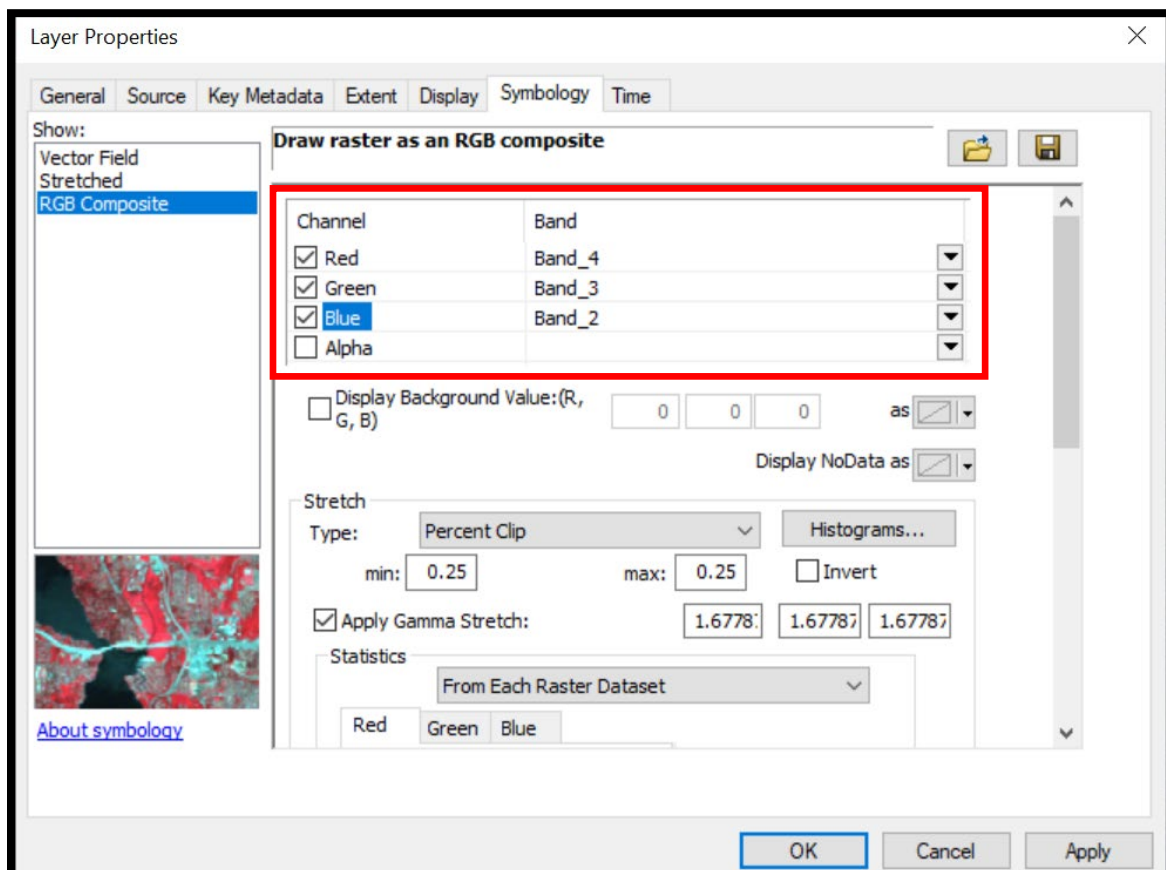 Layer Properties
General Source Key Metadata Extent Display Symbology Time
Show:
Vector Field
Stretched
RGB Composite
Draw raster as an RGB composite
Channel Band
Red Band_4
Green Band_3
Blue Band_2
Alpha
Display Background Value:(R,
G, B) 0 0 0 as
Display NoData as
Stretch
Type: Percent Clip Histograms...
min: 0.25 max: 0.25 Invert
Apply Gamma Stretch: 1.6778 1.67787 1.67787
Statistics
From Each Raster Dataset
Red Green Blue
About symbology
OK Cancel Apply